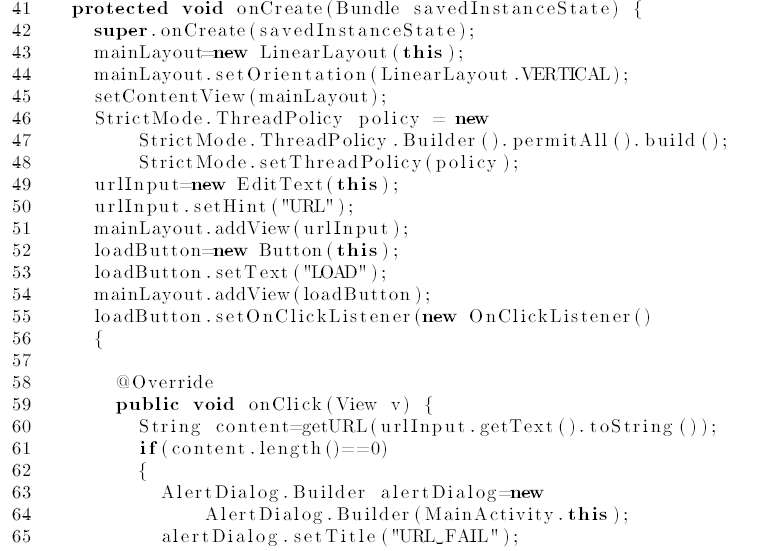 41 protected void onCreate(Bundle savedInstanceState) {
42 super.onCreate(savedInstanceState);
43 mainLayout=new LinearLayout(this);
44 mainLayout.setOrientation(LinearLayout.VERTICAL);
45 setContentView(mainLayout);
46 StrictMode.ThreadPolicy policy = new
47 StrictMode.ThreadPolicy.Builder().permitAll().build();
48 StrictMode.setThreadPolicy(policy);
49 urlInput=new EditText(this);
50 urlInput.setHint("URL");
51 mainLayout.addView(urlInput);
52 loadButton=new Button(this);
53 loadButton.setText("LOAD");
54 mainLayout.addView(loadButton);
55 loadButton.setOnClickListener(new OnClickListener()
56 {
57
58 @Override
59 public void onClick(View v) {
60 String content=getURL(urlInput.getText().toString());
61 if(content.length()==0)
62 {
63 AlertDialog.Builder alertDialog=new
64 AlertDialog.Builder(MainActivity.this);
65 alertDialog.setTitle("URL_FAIL");